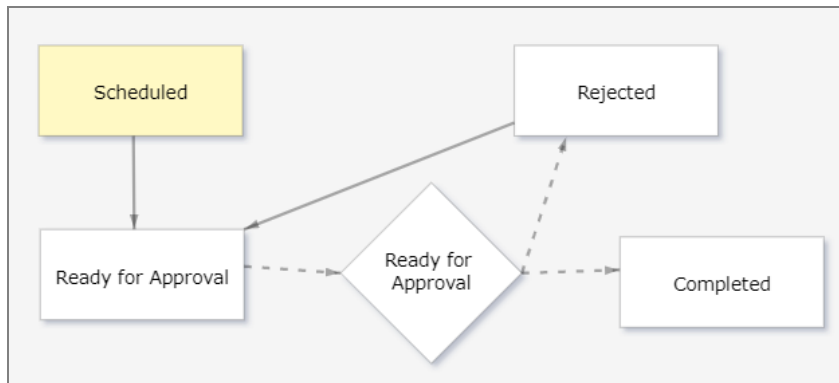 Scheduled
Rejected
Ready for Approval
Ready for
Approval
Completed